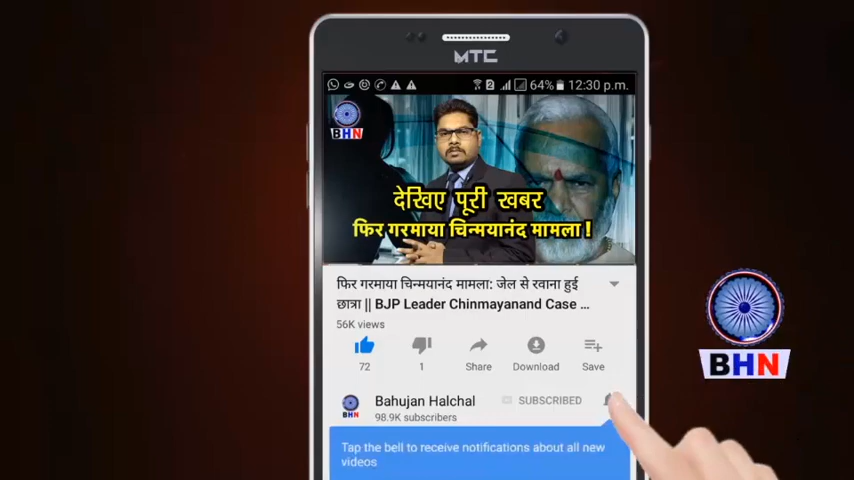 MTC
2 64% 12:30 p.m.
BHN
देखिए पूरी खबर
फिर गरमाया चिन्मयानंद मामला !
फिर गरमाया चिन्मयानंद मामला: जेल से रवाना हुई
छात्रा || BJP Leader Chinmayanand Case ...
56K views
72 1 Share Download Save
Bahujan Halchal SUBSCRIBED
BHN
98.9K subscribers
Tap the bell to receive notifications about all new
videos
BHN